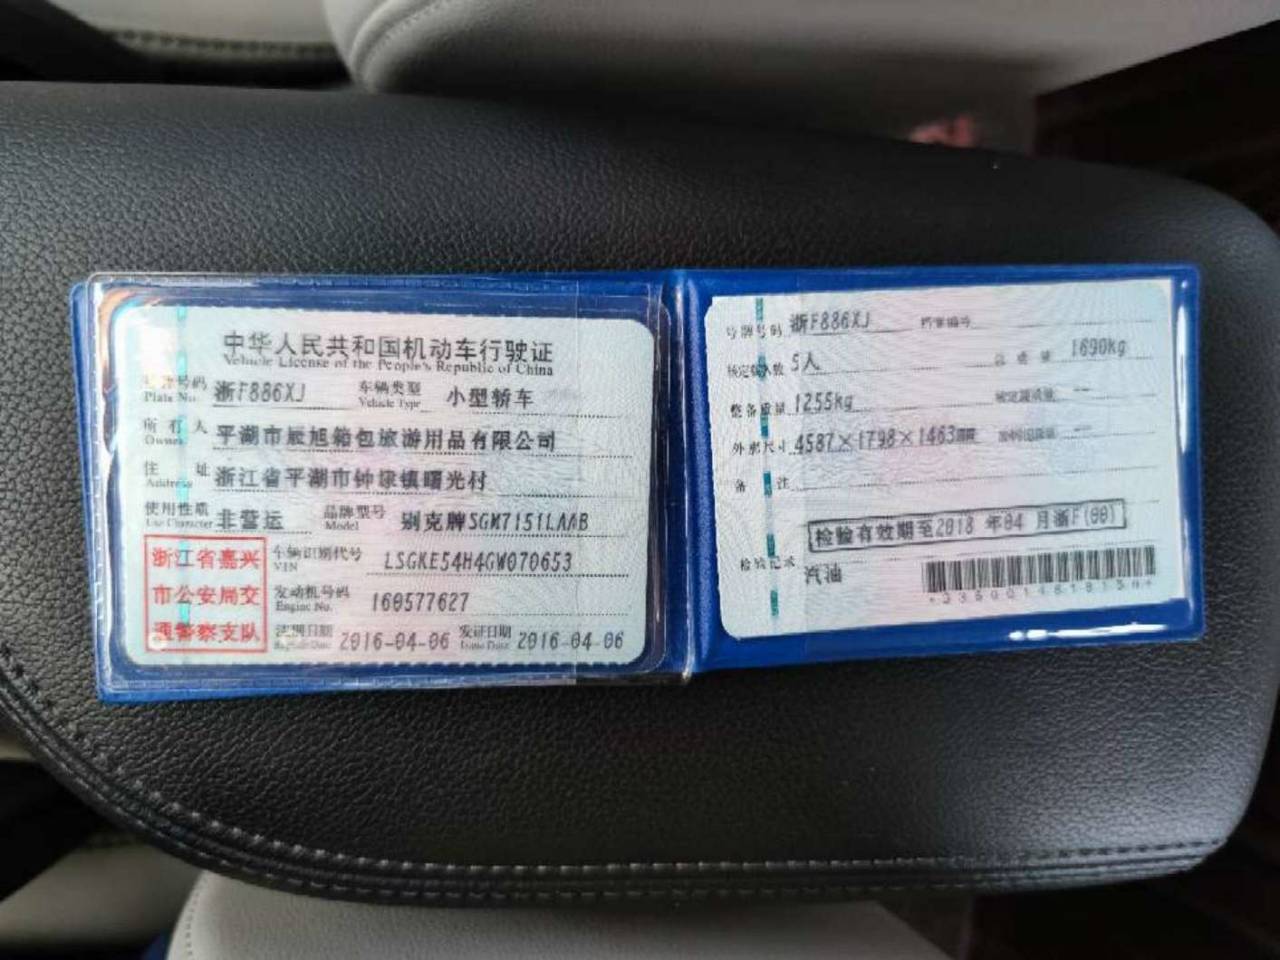 中华人民共和国机动车行驶证
Vehicle License of the People's Republic of China
号牌号码 浙F886XJ 车辆类型 小型轿车
Plate No. Vehicle Type
所有人 平湖市辰旭箱包旅游用品有限公司
Owner
住址 浙江省平湖市钟埭镇曙光村
Address
使用性质 非营运 品牌型号 别克牌SGM7151LAAB
Use Character Model
浙江省嘉兴
市公安局交
通警察支队
车辆识别代号 LSGKE54H4GW070653
VIN
发动机号码 160577627
Engine No.
注册日期 2016-04-06 发证日期 2016-04-06
Register Date Issue Date
号牌号码 浙F886XJ 档案编号
核定载人数 5人 总质量 1690kg
整备质量 1255kg 核定载质量 --
外廓尺寸 4587×1798×1463mm --
备注
检验有效期至2018年04月浙F(00)
检验记录 汽油